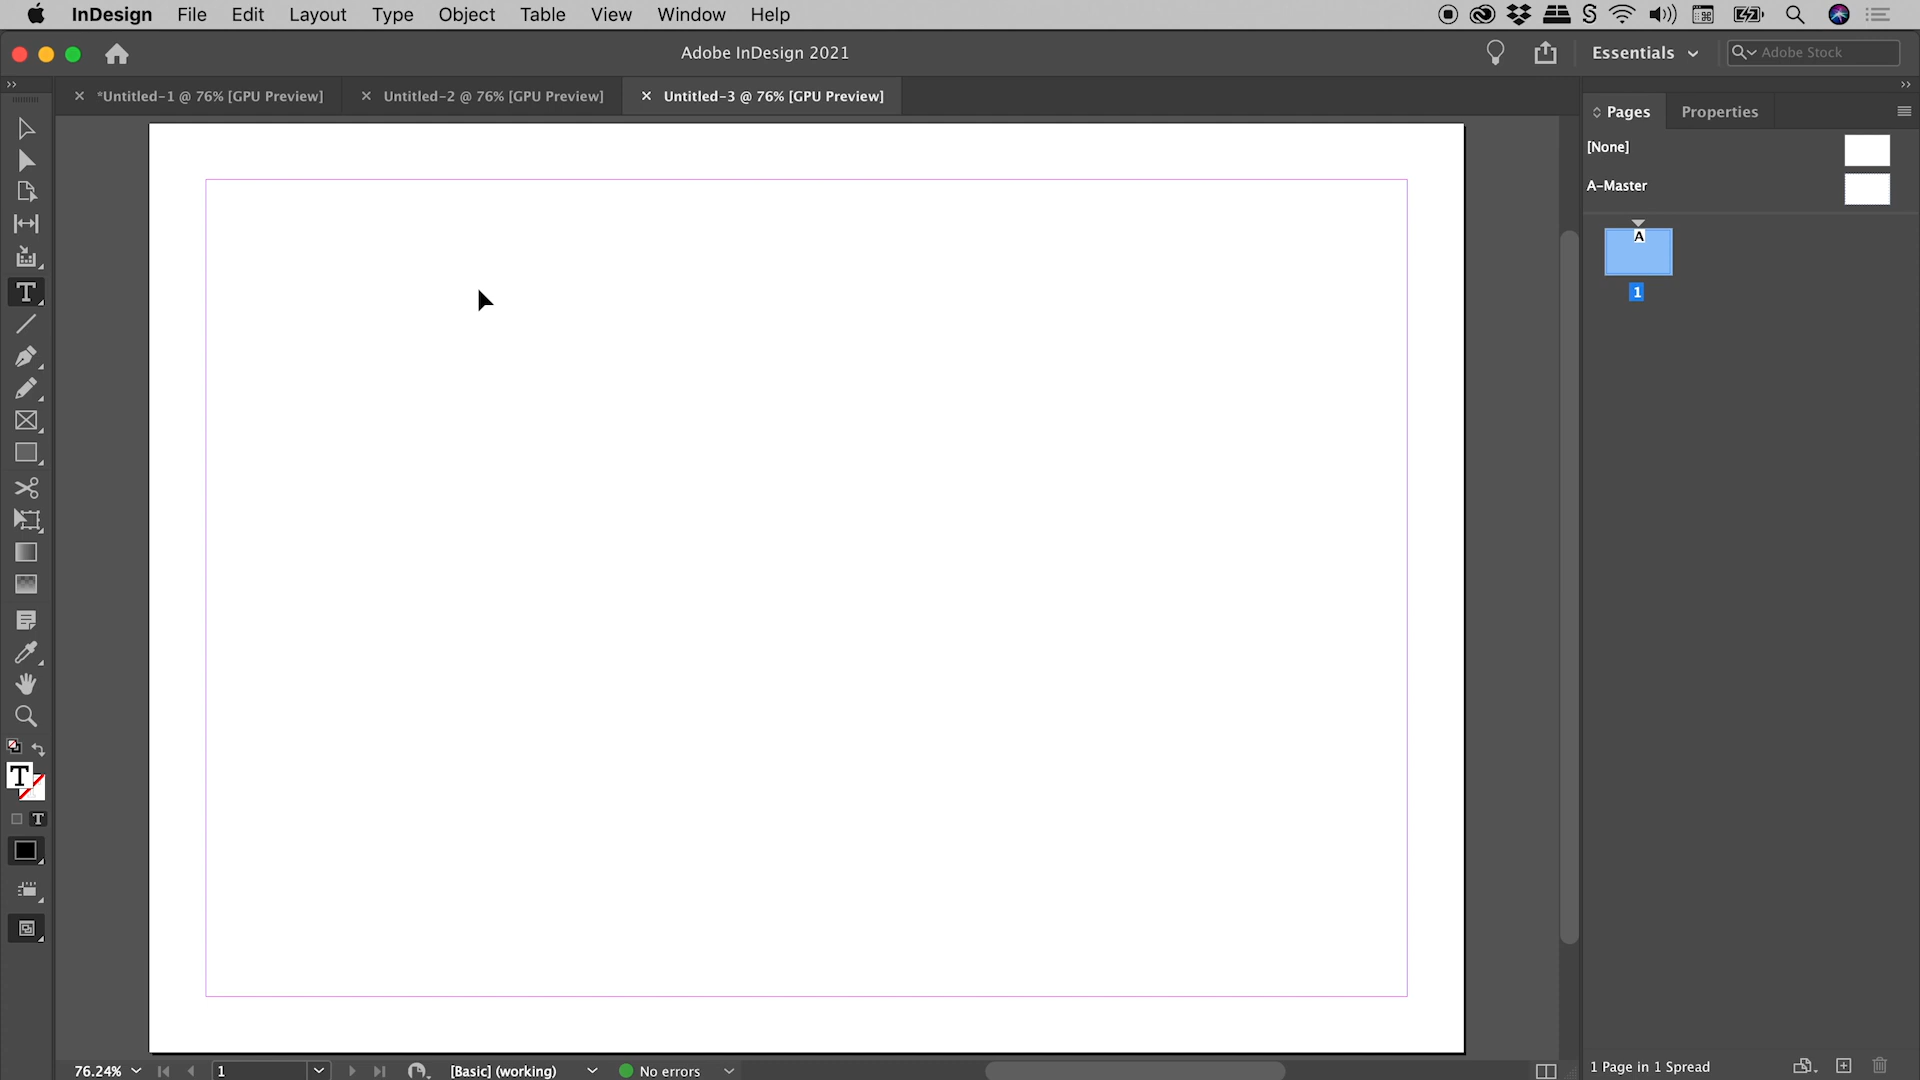 InDesign File Edit Layout Type Object Table View Window Help
Adobe InDesign 2021
Essentials
Adobe Stock
*Untitled-1 @ 76% [GPU Preview]
Untitled-2 @ 76% [GPU Preview]
Untitled-3 @ 76% [GPU Preview]
Pages
Properties
[None]
A-Master
A
1
T
T
T
76.24%
1
[Basic] (working)
No errors
1 Page in 1 Spread